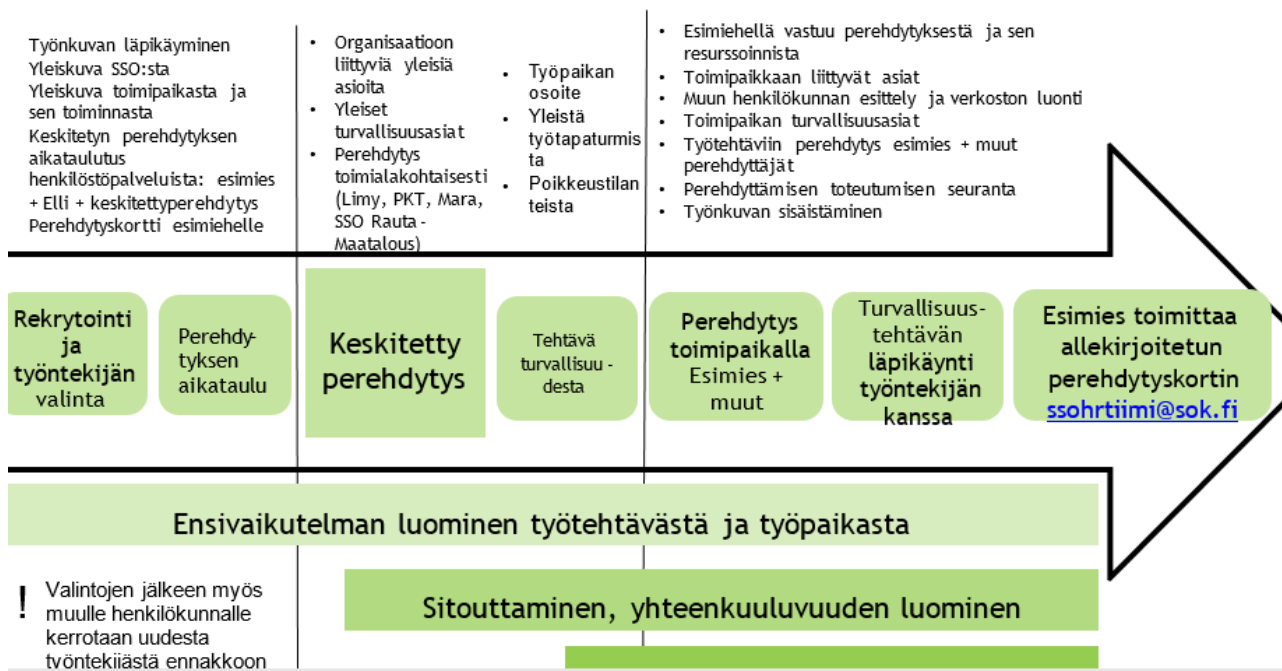 Työnkuvan läpikäyminen
Yleiskuva SSO:sta
Yleiskuva toimipaikasta ja
sen toiminnasta
Keskitetyn perehdytyksen
aikataulutus
henkilöstöpalveluista: esimies
+ Elli + keskitettyperehdytys
Perehdytyskortti esimiehelle
• Organisaatioon
liittyviä yleisiä
asioita
• Yleiset
turvallisuusasiat
• Perehdytys
toimialakohtaisesti
(Limy, PKT, Mara,
SSO Rauta -
Maatalous)
• Työpaikan
osoite
• Yleistä
työtapaturmis
ta
• Poikkeustilan
teista
• Esimiehellä vastuu perehdytyksestä ja sen
resurssoinnista
• Toimipaikkaan liittyvät asiat
• Muun henkilökunnan esittely ja verkoston luonti
• Toimipaikan turvallisuusasiat
• Työtehtäviin perehdytys esimies + muut
perehdyttäjät
• Perehdyttämisen toteutumisen seuranta
• Työnkuvan sisäistäminen
Rekrytointi
ja
työntekijän
valinta
Perehdy-
tyksen
aikataulu
Keskitetty
perehdytys
Tehtävä
turvallisuu -
desta
Perehdytys
toimipaikalla
Esimies +
muut
Turvallisuus-
tehtävän
läpikäynti
työntekijän
kanssa
Esimies toimittaa
allekirjoitetun
perehdytyskortin
ssohrtiimi@sok.fi
Ensivaikutelman luominen työtehtävästä ja työpaikasta
! Valintojen jälkeen myös
muulle henkilökunnalle
kerrotaan uudesta
työntekijästä ennakkoon
Sitouttaminen, yhteenkuuluvuuden luominen